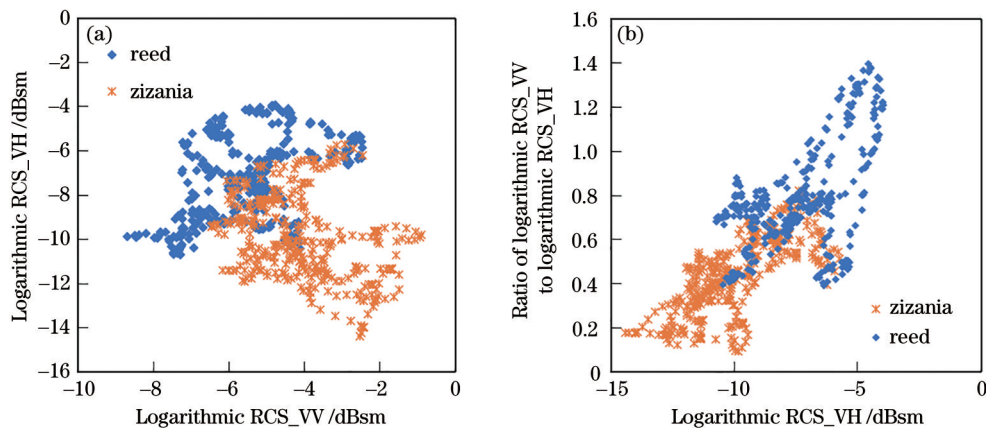 (a)
reed
zizania
0
−2
−4
−6
−8
−10
−12
−14
−16
Logarithmic RCS_VH /dBsm
−10
−8
−6
−4
−2
0
Logarithmic RCS_VV /dBsm
(b)
1.6
1.4
1.2
1.0
0.8
0.6
0.4
0.2
0
Ratio of logarithmic RCS_VV
to logarithmic RCS_VH
zizania
reed
−15
−10
−5
0
Logarithmic RCS_VH /dBsm